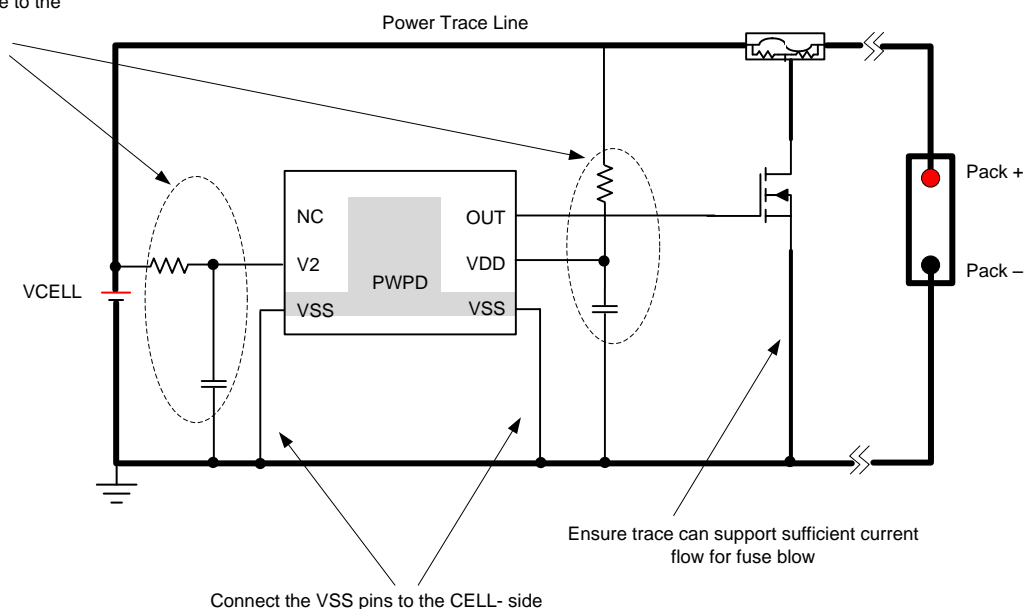 e to the
Power Trace Line
Pack +
NC
OUT
V2
VDD
PWPD
Pack –
VCELL
VSS
VSS
Ensure trace can support sufficient current
flow for fuse blow
Connect the VSS pins to the CELL- side